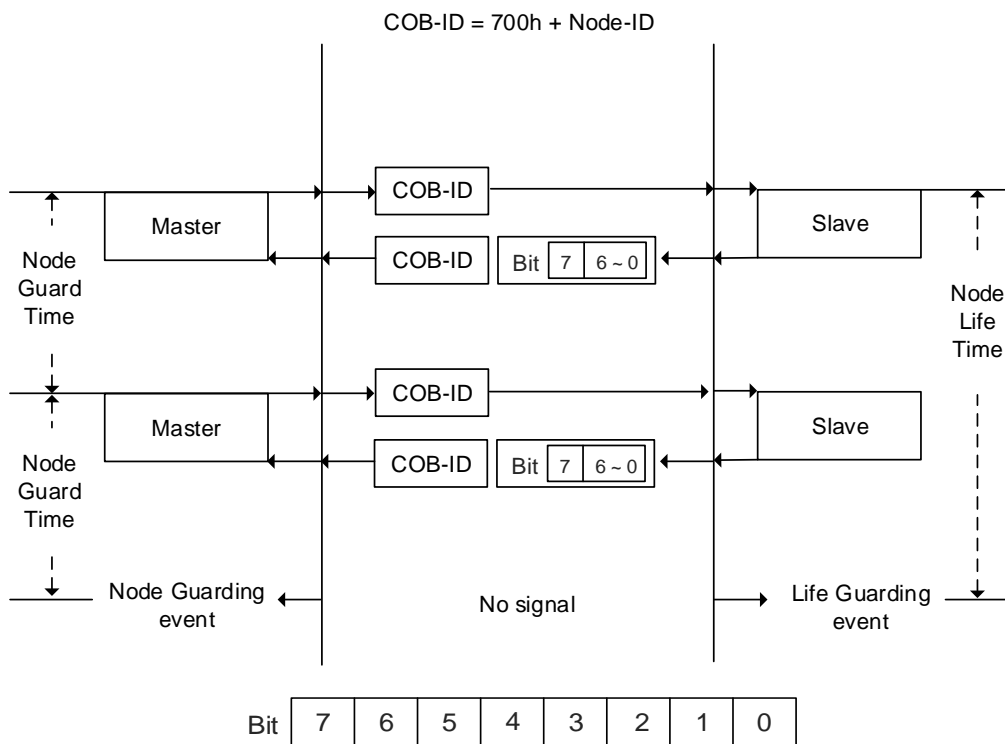 COB-ID = 700h + Node-ID
COB-ID
Master
Slave
COB-ID
Bit 7 6 ~ 0
Node
Guard
Time
Node
Life
Time
COB-ID
Master
Slave
COB-ID
Bit 7 6 ~ 0
Node
Guard
Time
Node Guarding
event
No signal
Life Guarding
event
Bit 7 6 5 4 3 2 1 0